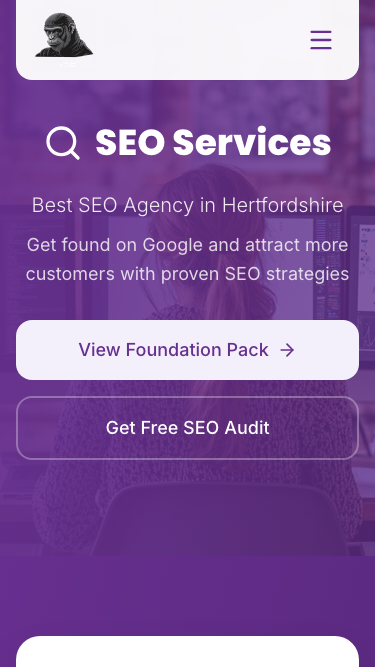 SEO Services
Best SEO Agency in Hertfordshire
Get found on Google and attract more
customers with proven SEO strategies
View Foundation Pack
Get Free SEO Audit